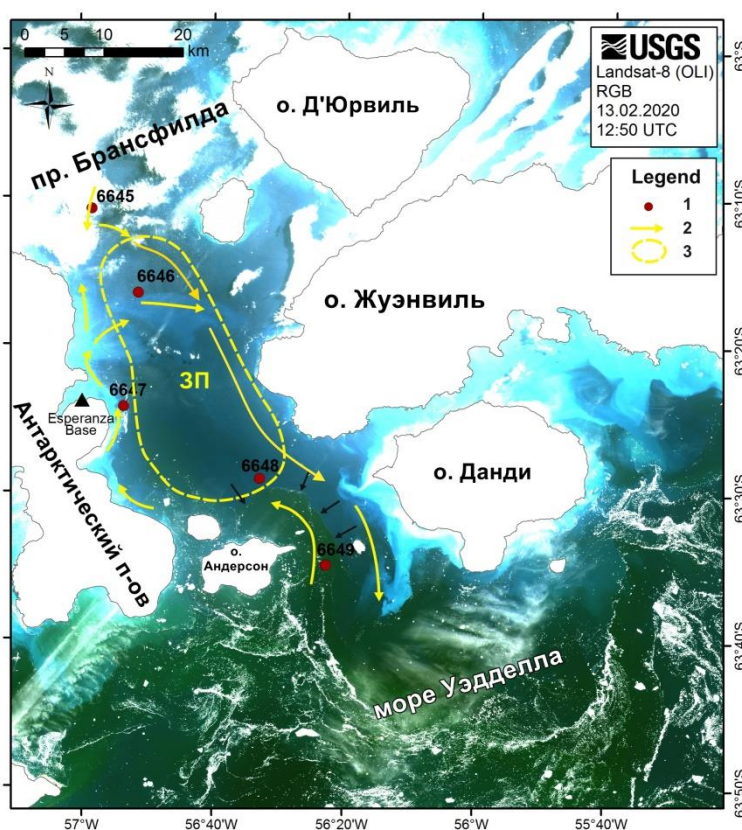 0 5 10 20
km
N
USGS
Landsat-8 (OLI)
RGB
13.02.2020
12:50 UTC
Legend
1
2
3
о. Д'Юрвиль
пр. Брансфилда
6645
6646
о. Жуэнвиль
ЗП
6647
Esperanza
Base
Антарктический п-ов
6648
о. Данди
о.
Андерсон
6649
море Уэдделла
63°S
63°10'S
63°20'S
63°30'S
63°40'S
63°50'S
57°W
56°40'W
56°20'W
56°W
55°40'W